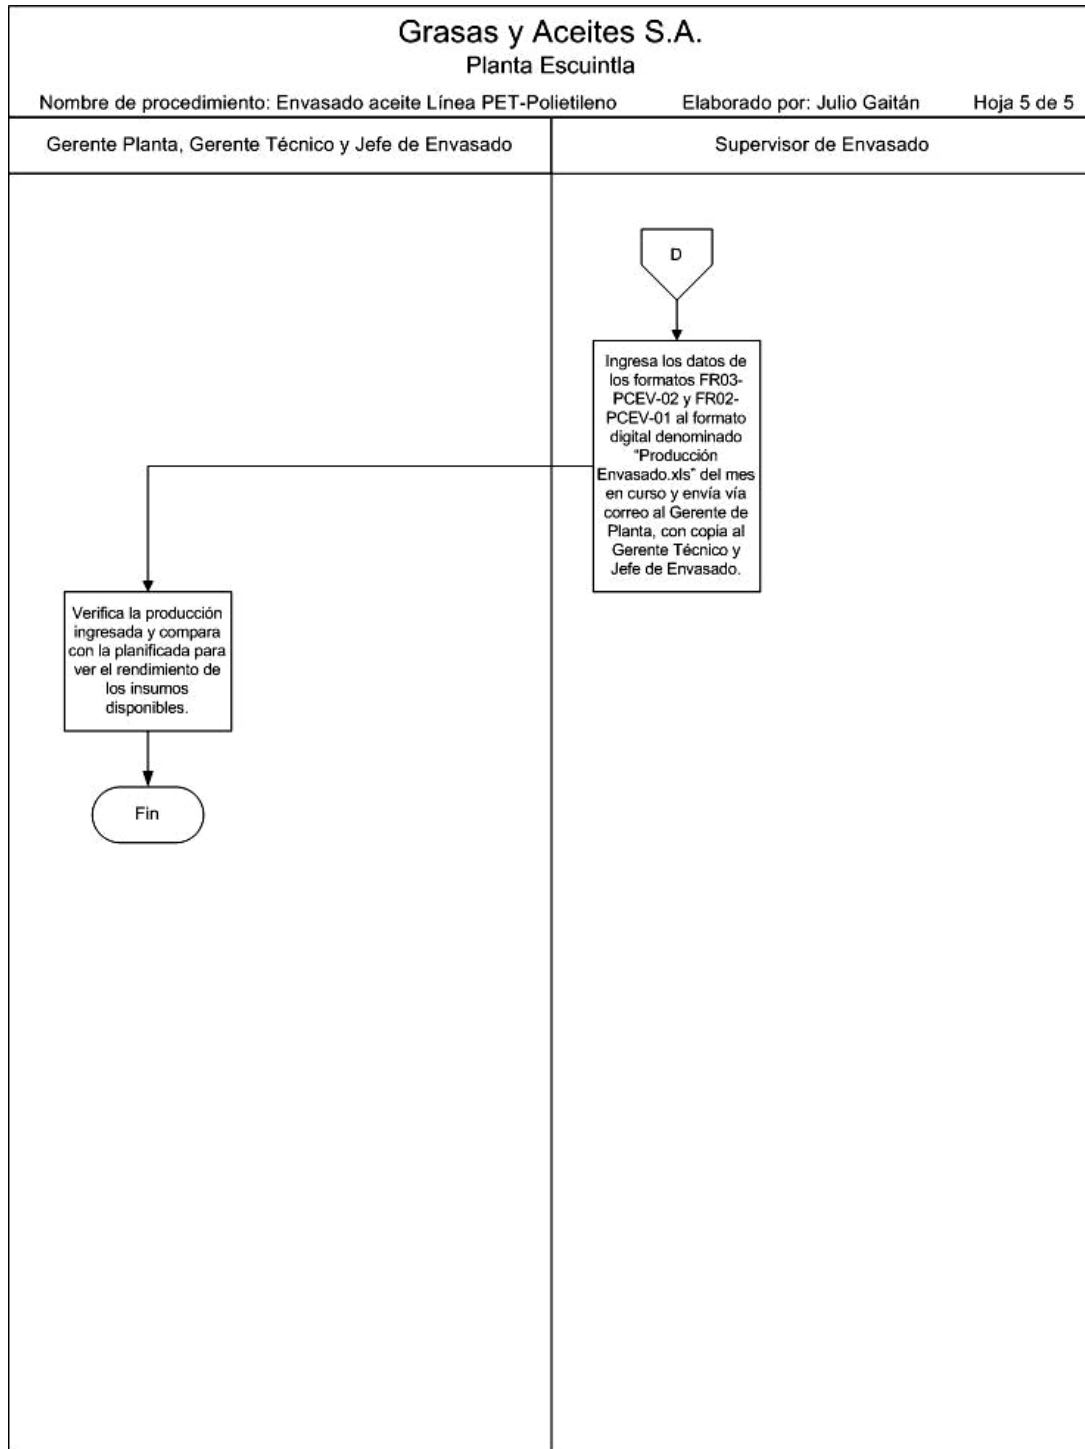 Grasas y Aceites S.A.
Planta Escuintla
Nombre de procedimiento: Envasado aceite Línea PET-Polietileno Elaborado por: Julio Gaitán Hoja 5 de 5
Gerente Planta, Gerente Técnico y Jefe de Envasado Supervisor de Envasado
D
Ingresa los datos de
los formatos FR03-
PCEV-02 y FR02-
PCEV-01 al formato
digital denominado
“Producción
Envasado.xls” del mes
en curso y envía vía
correo al Gerente de
Planta, con copia al
Gerente Técnico y
Jefe de Envasado.
Verifica la producción
ingresada y compara
con la planificada para
ver el rendimiento de
los insumos
disponibles.
Fin